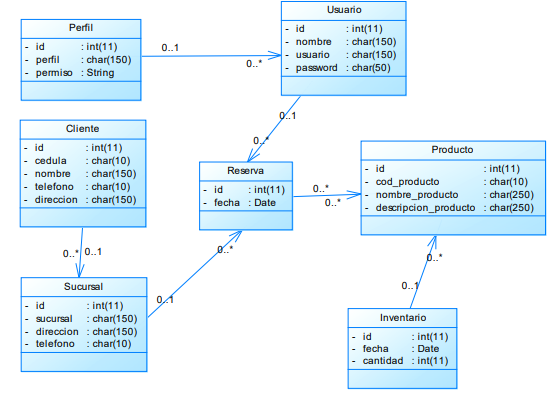 Perfil
- id : int(11)
- perfil : char(150)
- permiso : String
0..1
0..*
Usuario
- id : int(11)
- nombre : char(150)
- usuario : char(150)
- password : char(50)
0..1
0..*
Cliente
- id : int(11)
- cedula : char(10)
- nombre : char(150)
- telefono : char(10)
- direccion : char(150)
0..*
0..1
Reserva
- id : int(11)
- fecha : Date
0..*
0..*
Producto
- id : int(11)
- cod_producto : char(10)
- nombre_producto : char(250)
- descripcion_producto : char(250)
0..*
0..1
0..*
0..1
Sucursal
- id : int(11)
- sucursal : char(150)
- direccion : char(150)
- telefono : char(10)
Inventario
- id : int(11)
- fecha : Date
- cantidad : int(11)